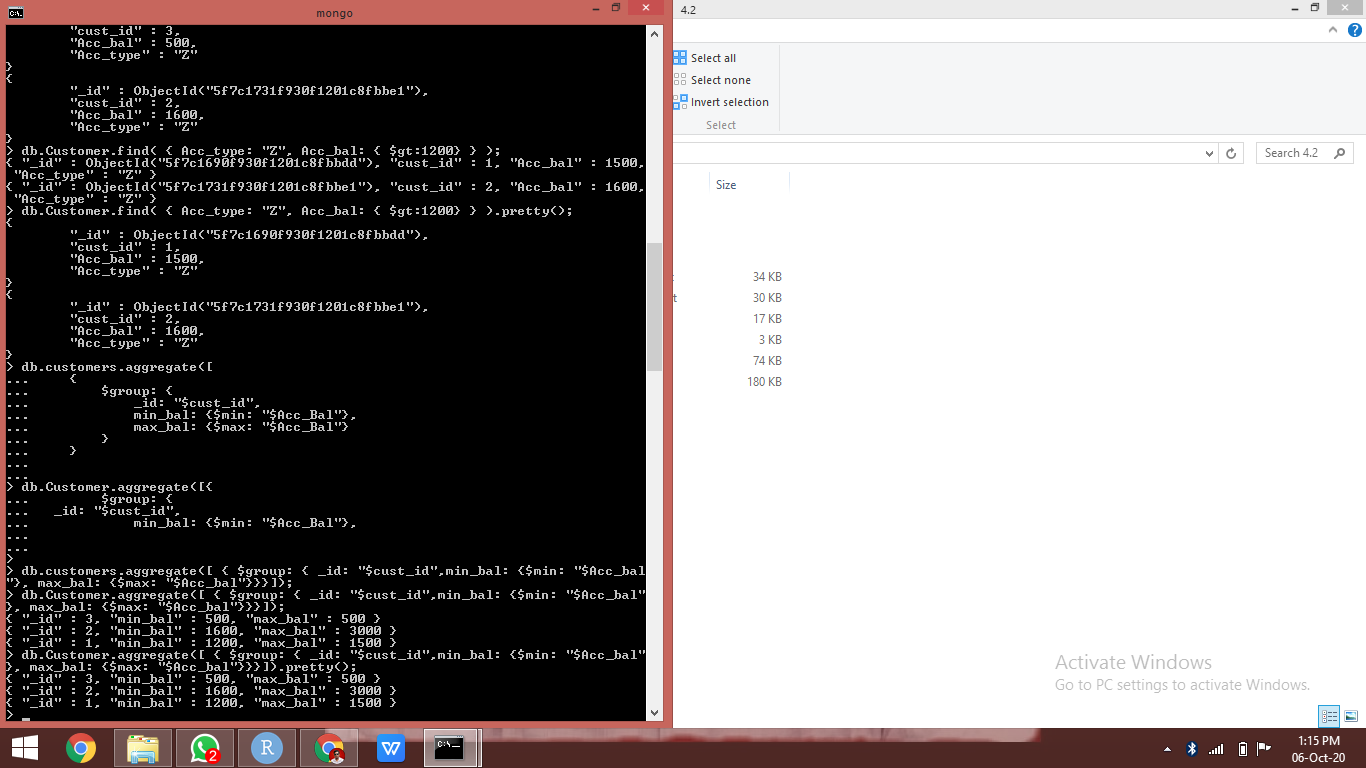 mongo
"cust_id" : 3,
"Acc_bal" : 500,
"Acc_type" : "Z"
}
{
"_id" : ObjectId("5f7c1731f930f1201c8fbbe1"),
"cust_id" : 2,
"Acc_bal" : 1600,
"Acc_type" : "Z"
}
> db.Customer.find( { Acc_type: "Z", Acc_bal: { $gt:1200} } );
{ "_id" : ObjectId("5f7c1690f930f1201c8fbbdd"), "cust_id" : 1, "Acc_bal" : 1500,
"Acc_type" : "Z" }
{ "_id" : ObjectId("5f7c1731f930f1201c8fbbe1"), "cust_id" : 2, "Acc_bal" : 1600,
"Acc_type" : "Z" }
> db.Customer.find( { Acc_type: "Z", Acc_bal: { $gt:1200} } ).pretty();
{
"_id" : ObjectId("5f7c1690f930f1201c8fbbdd"),
"cust_id" : 1,
"Acc_bal" : 1500,
"Acc_type" : "Z"
}
{
"_id" : ObjectId("5f7c1731f930f1201c8fbbe1"),
"cust_id" : 2,
"Acc_bal" : 1600,
"Acc_type" : "Z"
}
> db.customers.aggregate([
... {
... $group: {
... _id: "$cust_id",
... min_bal: {$min: "$Acc_Bal"},
... max_bal: {$max: "$Acc_Bal"}
... }
... }
...
...
> db.Customer.aggregate([{
... $group: {
... _id: "$cust_id",
... min_bal: {$min: "$Acc_Bal"},
...
...
>
> db.customers.aggregate([ { $group: { _id: "$cust_id",min_bal: {$min: "$Acc_bal
"}, max_bal: {$max: "$Acc_bal"}}}]);
> db.Customer.aggregate([ { $group: { _id: "$cust_id",min_bal: {$min: "$Acc_bal"
}, max_bal: {$max: "$Acc_bal"}}}]);
{ "_id" : 3, "min_bal" : 500, "max_bal" : 500 }
{ "_id" : 2, "min_bal" : 1600, "max_bal" : 3000 }
{ "_id" : 1, "min_bal" : 1200, "max_bal" : 1500 }
> db.Customer.aggregate([ { $group: { _id: "$cust_id",min_bal: {$min: "$Acc_bal"
}, max_bal: {$max: "$Acc_bal"}}}]).pretty();
{ "_id" : 3, "min_bal" : 500, "max_bal" : 500 }
{ "_id" : 2, "min_bal" : 1600, "max_bal" : 3000 }
{ "_id" : 1, "min_bal" : 1200, "max_bal" : 1500 }
>
4.2
Select all
Select none
Invert selection
Select
Search 4.2
Size
34 KB
t 30 KB
17 KB
3 KB
74 KB
180 KB
Activate Windows
Go to PC settings to activate Windows.
2
R
W
1:15 PM
06-Oct-20